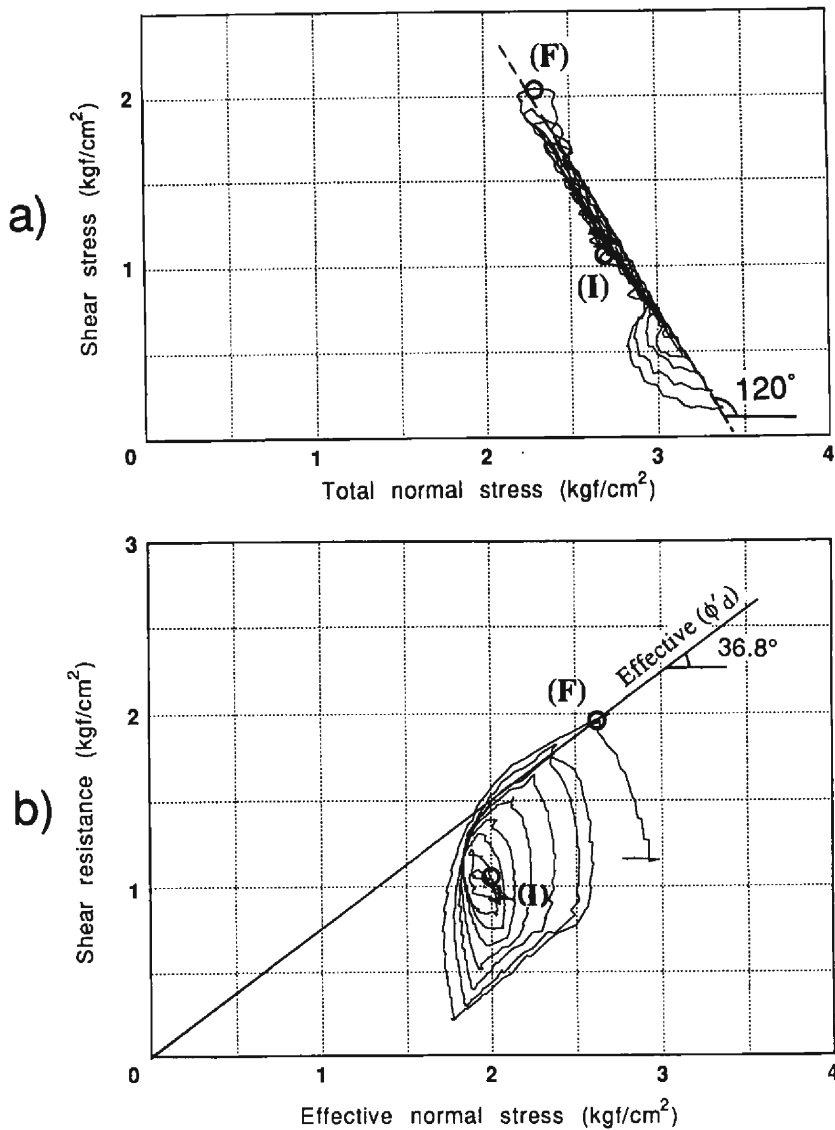 a)
Shear stress (kgf/cm²)
2
1
0
1
2
3
4
(F)
(I)
120°
Total normal stress (kgf/cm²)
b)
Shear resistance (kgf/cm²)
3
2
1
0
1
2
3
4
Effective (ϕ'd)
36.8°
(F)
(I)
Effective normal stress (kgf/cm²)